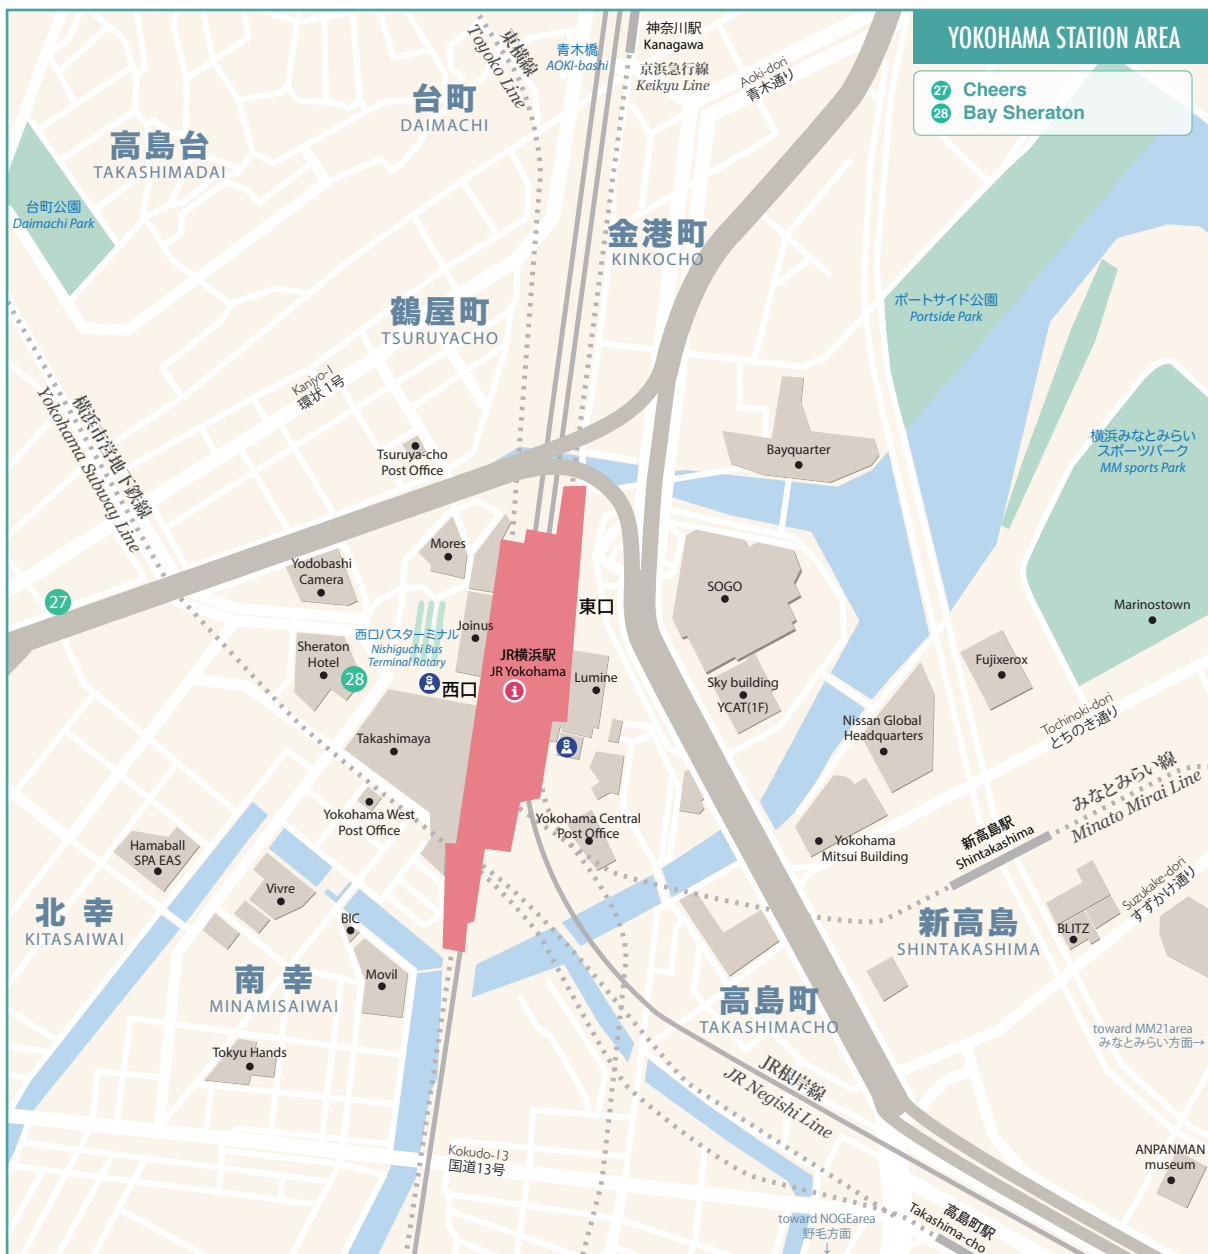 YOKOHAMA STATION AREA
27 Cheers
28 Bay Sheraton
神奈川駅
Kanagawa
京浜急行線
Keikyu Line
東横線
Toyoko Line
青木橋
AOKI-bashi
Aoki-dori
青木通り
台町
DAIMACHI
高島台
TAKASHIMADAI
台町公園
Daimachi Park
金港町
KINKOCHO
鶴屋町
TSURUYACHO
ポートサイド公園
Portside Park
Kanjyo-1
環状1号
横浜市営地下鉄線
Yokohama Subway Line
Tsuruya-cho
Post Office
Bayquarter
横浜みなとみらい
スポーツパーク
MM sports Park
Mores
Yodobashi
Camera
27
SOGO
東口
Marinostown
西口バスターミナル
Nishiguchi Bus
Terminal Rotary
Joinus
Sheraton
Hotel
28
JR横浜駅
JR Yokohama
西口
Lumine
Fujixerox
Sky building
YCAT(1F)
Nissan Global
Headquarters
Tochinoki-dori
とちのき通り
Takashimaya
みなとみらい線
Minato Mirai Line
Yokohama West
Post Office
Yokohama Central
Post Office
Yokohama
Mitsui Building
新高島駅
Shintakashima
Hamaball
SPA EAS
Vivre
BIC
Suzukake-dori
すずかけ通り
北幸
KITASAIWAI
新高島
SHINTAKASHIMA
BLITZ
南幸
MINAMISAIWAI
Movil
高島町
TAKASHIMACHO
toward MM21area
みなとみらい方面→
Tokyu Hands
JR根岸線
JR Negishi Line
Kokudo-13
国道13号
ANPANMAN
museum
toward NOGEarea
野毛方面
↓
高島町駅
Takashima-cho